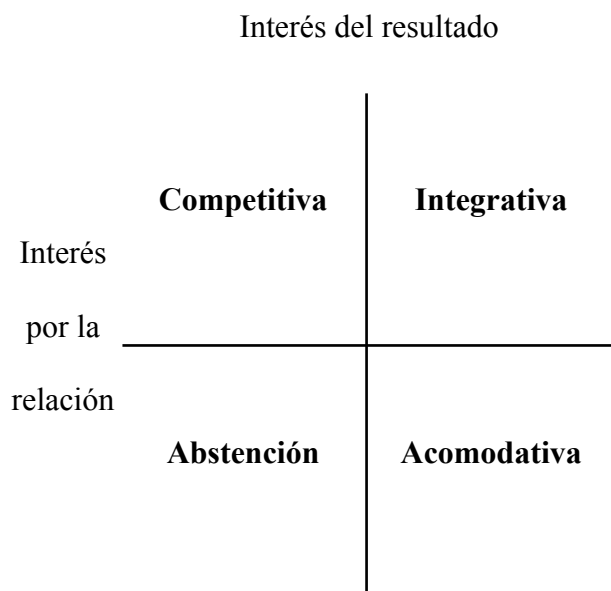 Interés del resultado
Competitiva
Integrativa
Interés
por la
relación
Abstención
Acomodativa